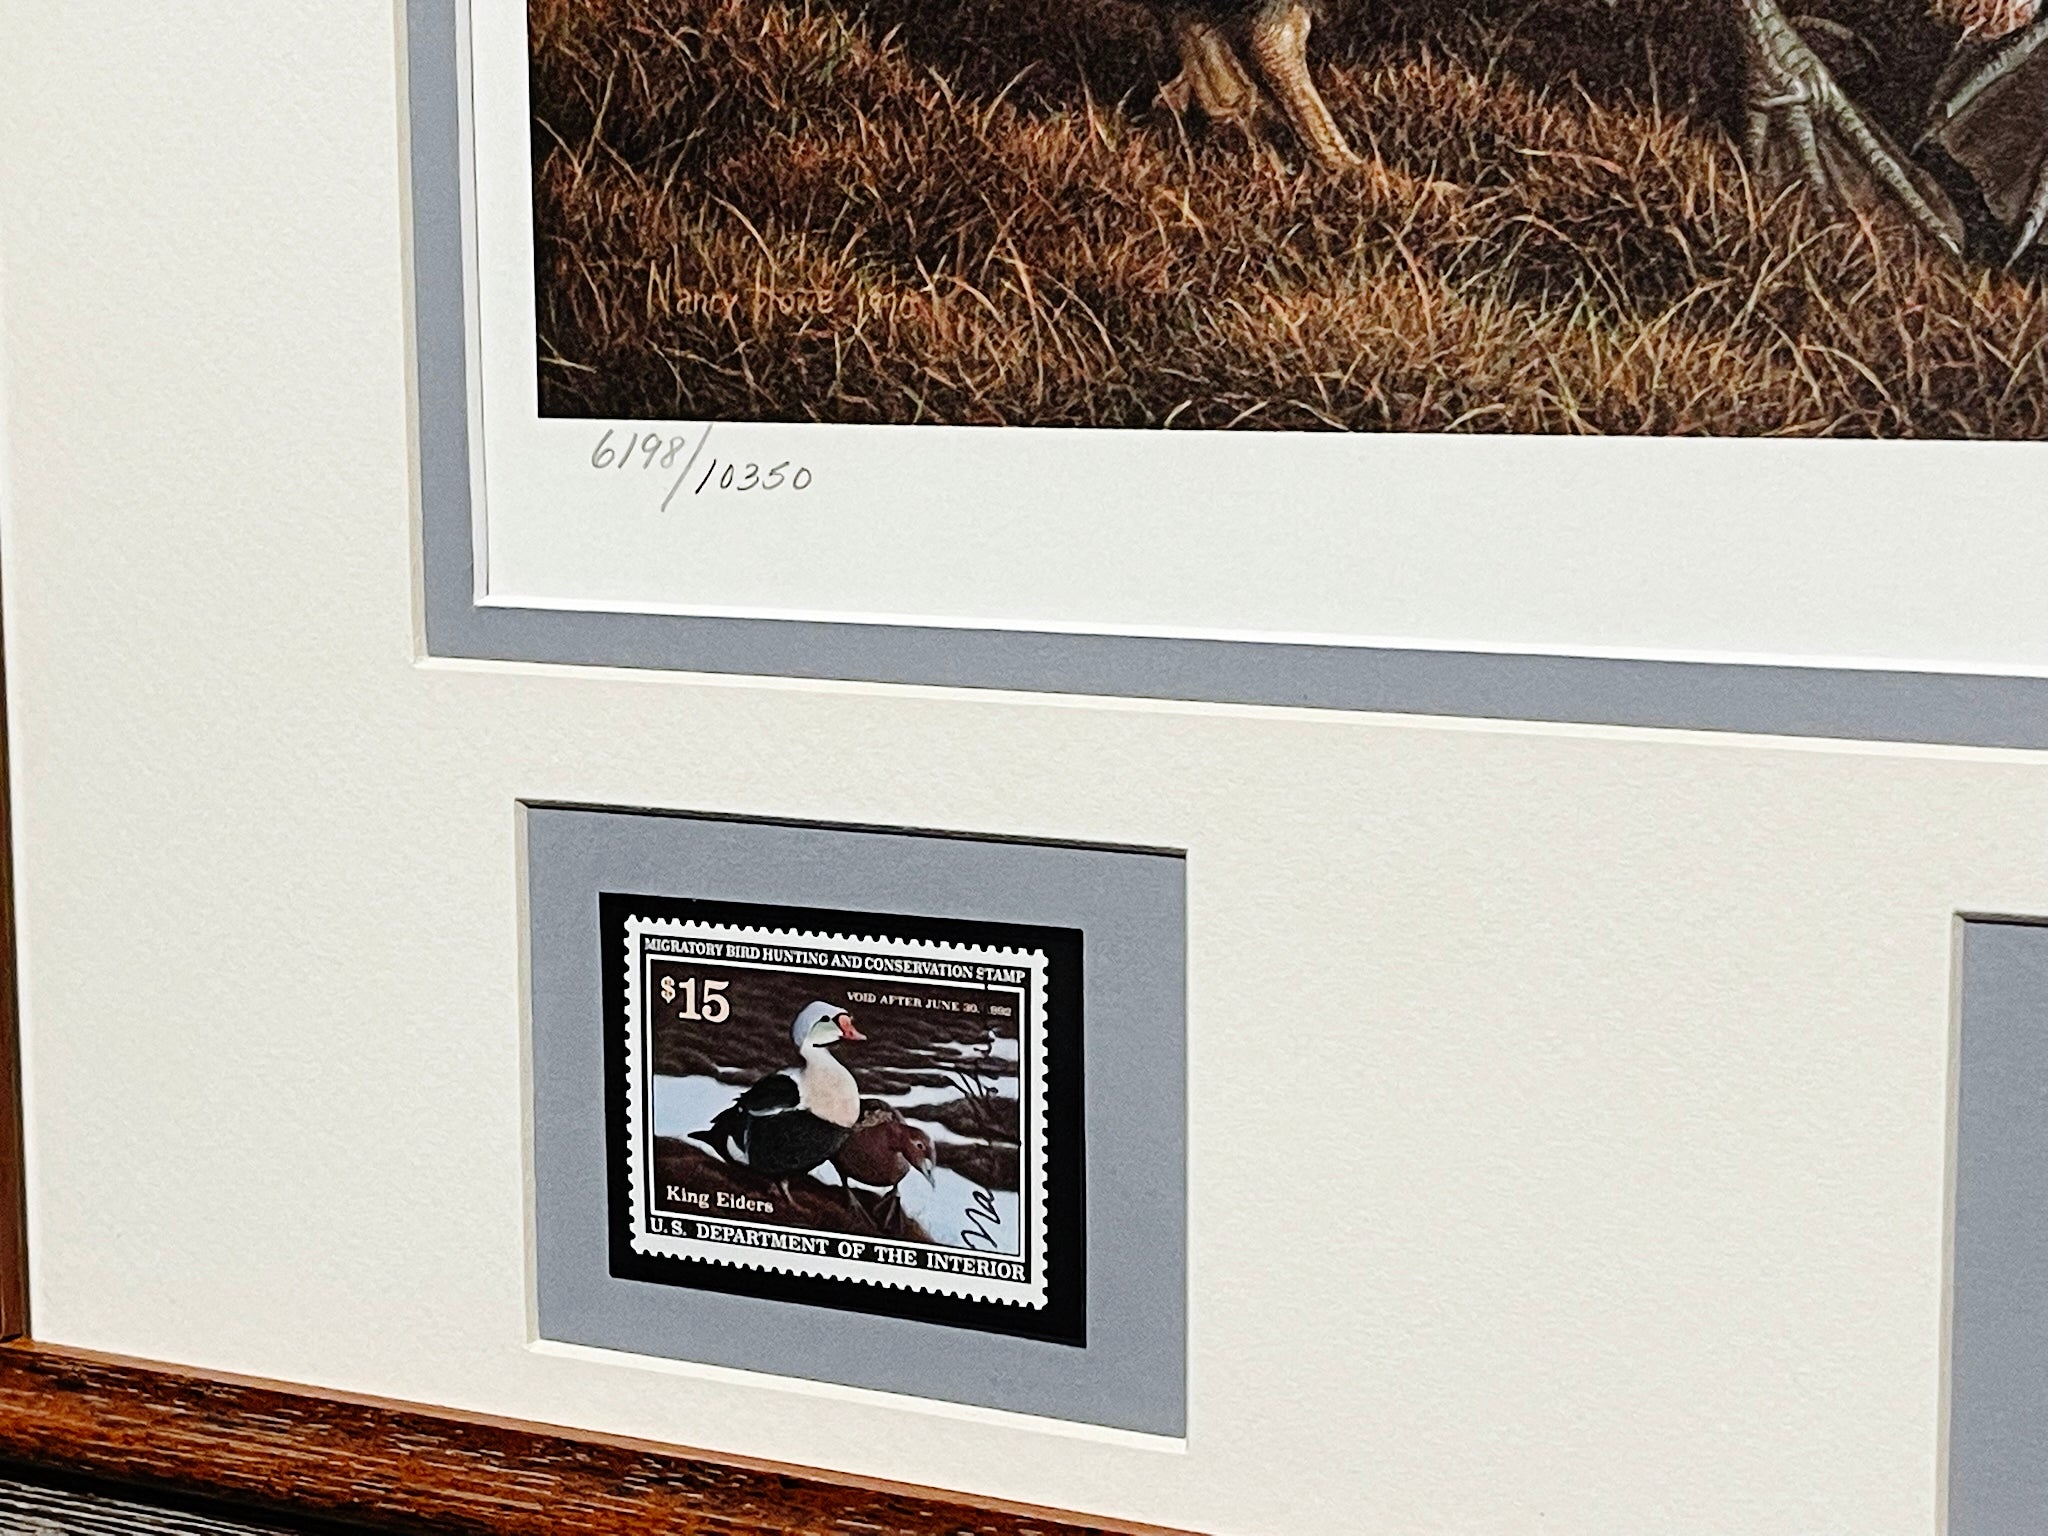 Nancy Howe 1990
6198/10350
MIGRATORY BIRD HUNTING AND CONSERVATION STAMP
$15
VOID AFTER JUNE 30, 1992
King Eiders
U.S. DEPARTMENT OF THE INTERIOR